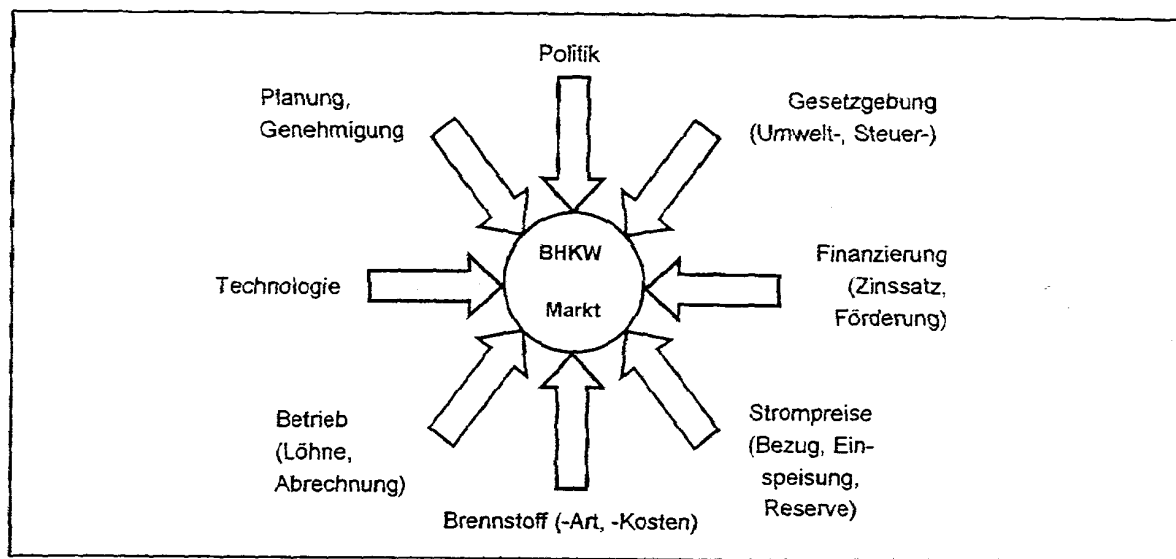 Politik
Planung,
Genehmigung
Gesetzgebung
(Umwelt-, Steuer-)
BHKW
Markt
Technologie
Finanzierung
(Zinssatz,
Förderung)
Betrieb
(Löhne,
Abrechnung)
Strompreise
(Bezug, Ein-
speisung,
Reserve)
Brennstoff (-Art, -Kosten)